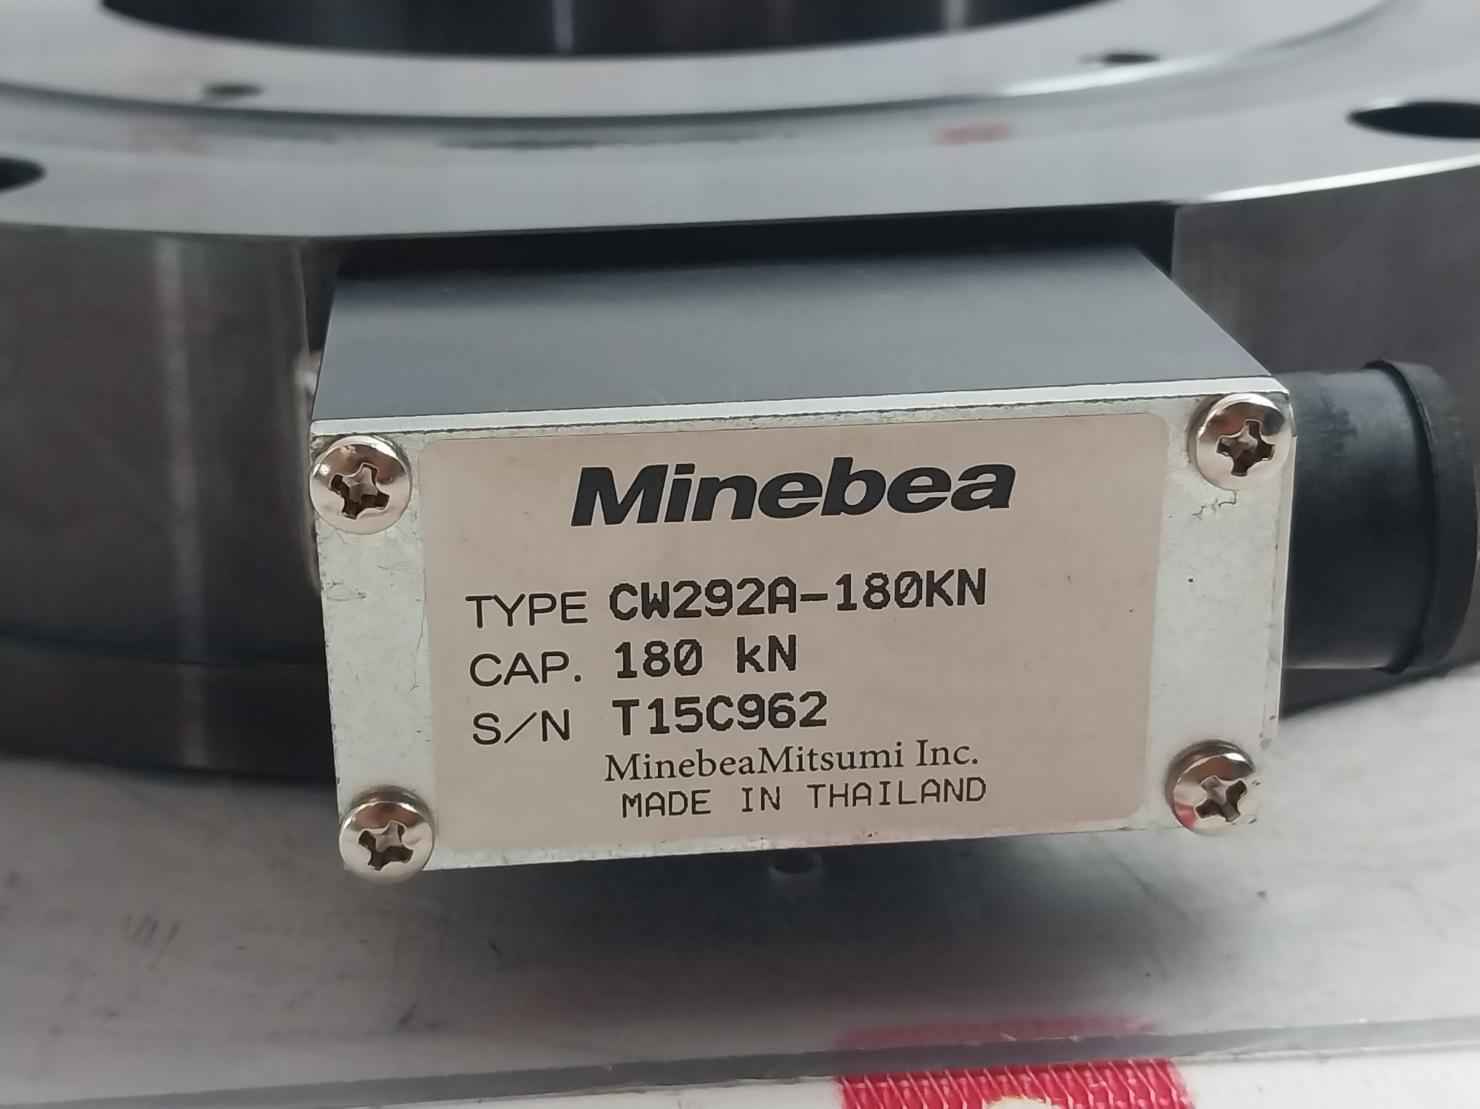 Minebea
TYPE CW292A-180KN
CAP. 180 kN
S/N T15C962
MinebeaMitsumi Inc.
MADE IN THAILAND